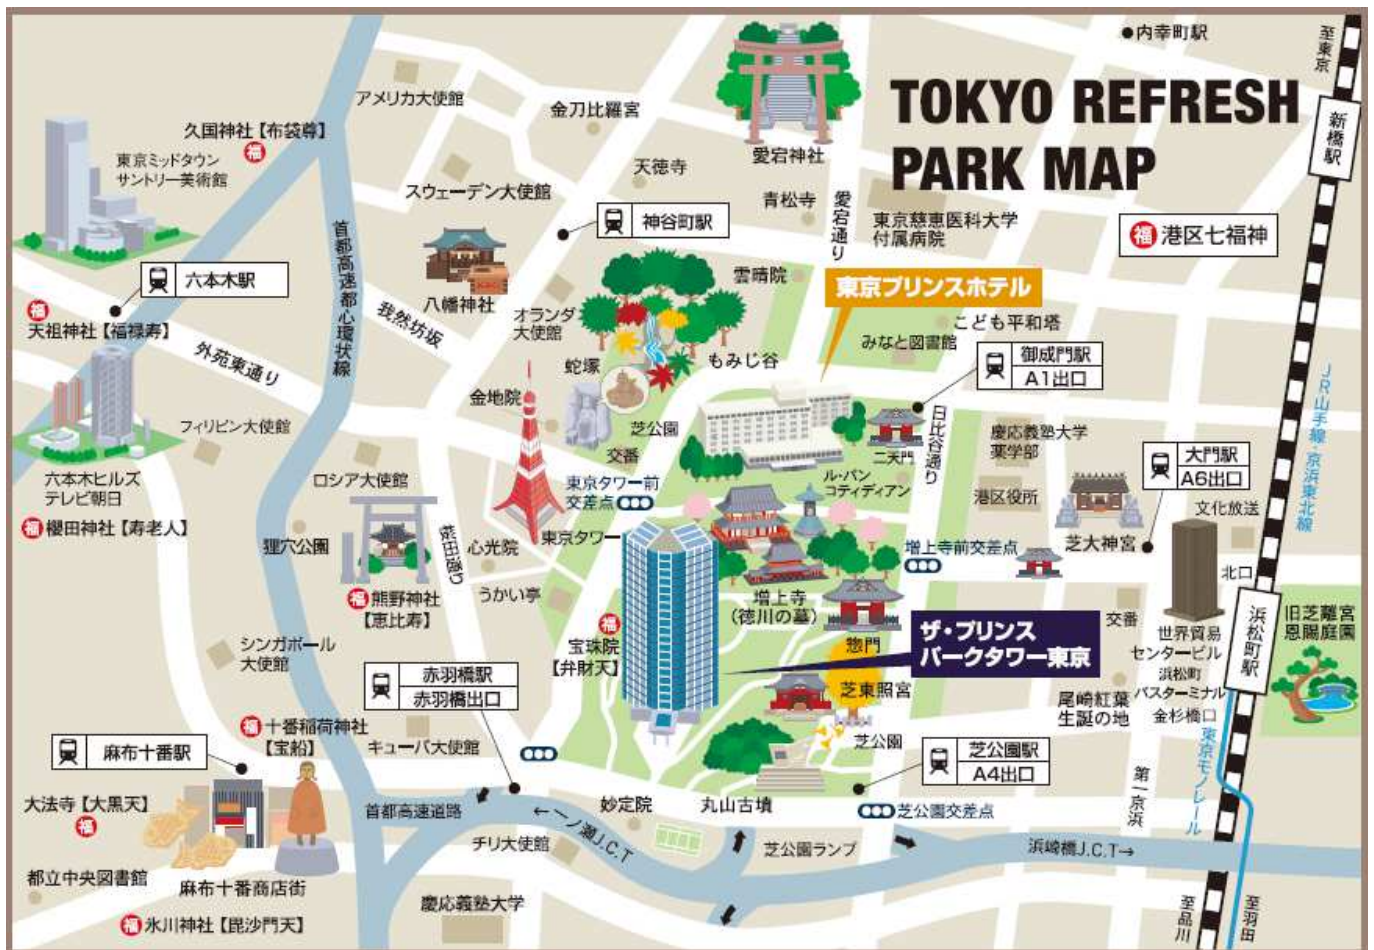 内幸町駅
至東京
TOKYO REFRESH
PARK MAP
新橋駅
福 港区七福神
アメリカ大使館
金刀比羅宮
愛宕神社
久国神社【布袋尊】
福
東京ミッドタウン
サントリー美術館
天徳寺
スウェーデン大使館
青松寺
愛宕通り
東京慈恵医科大学
付属病院
神谷町駅
首都高速都心環状線
六本木駅
雲晴院
東京プリンスホテル
八幡神社
オランダ
大使館
我然坊坂
福
天祖神社【福禄寿】
外苑東通り
こども平和塔
みなと図書館
御成門駅
A1出口
蛇塚
もみじ谷
金地院
芝公園
交番
JR山手線・京浜東北線
フィリピン大使館
日比谷通り
二天門
慶応義塾大学
薬学部
大門駅
A6出口
六本木ヒルズ
テレビ朝日
ロシア大使館
東京タワー前
交差点
ル・パン
コティディアン
港区役所
文化放送
福 櫻田神社【寿老人】
狸穴公園
桜田通り
心光院
東京タワー
増上寺前交差点
芝大神宮
北口
うかい亭
福 熊野神社
【恵比寿】
増上寺
(徳川の墓)
交番
浜松町駅
旧芝離宮
恩賜庭園
福
宝珠院
【弁財天】
惣門
ザ・プリンス
パークタワー東京
世界貿易
センタービル
浜松町
バスターミナル
シンガポール
大使館
赤羽橋駅
赤羽橋出口
芝東照宮
尾崎紅葉
生誕の地
金杉橋口
福 十番稲荷神社
【宝船】
キューバ大使館
芝公園
東京モノレール
麻布十番駅
芝公園駅
A4出口
第一京浜
大法寺【大黒天】
福
首都高速道路
←一ノ瀬J.C.T
妙定院
丸山古墳
芝公園交差点
チリ大使館
芝公園ランプ
浜崎橋J.C.T→
都立中央図書館
麻布十番商店街
慶応義塾大学
福 氷川神社【毘沙門天】
至品川
至羽田